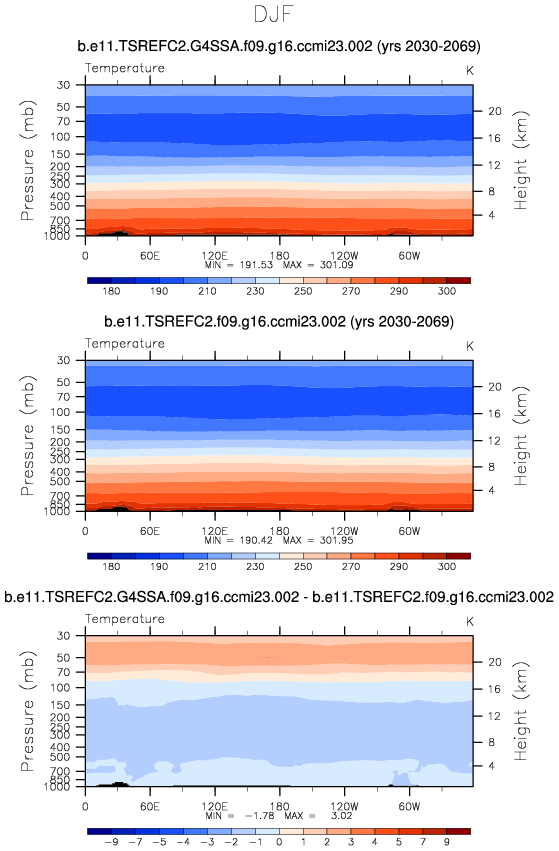 DJF
b.e11.TSREFC2.G4SSA.f09.g16.ccmi23.002 (yrs 2030-2069)
Temperature K
30
50
70
100
150
200
250
300
400
500
700
850
1000
Pressure (mb)
20
16
12
8
4
Height (km)
0 60E 120E 180 120W 60W
MIN = 191.53 MAX = 301.09
180 190 210 230 250 270 290 300
b.e11.TSREFC2.f09.g16.ccmi23.002 (yrs 2030-2069)
Temperature K
30
50
70
100
150
200
250
300
400
500
700
850
1000
Pressure (mb)
20
16
12
8
4
Height (km)
0 60E 120E 180 120W 60W
MIN = 190.42 MAX = 301.95
180 190 210 230 250 270 290 300
b.e11.TSREFC2.G4SSA.f09.g16.ccmi23.002 - b.e11.TSREFC2.f09.g16.ccmi23.002
Temperature K
30
50
70
100
150
200
250
300
400
500
700
850
1000
Pressure (mb)
20
16
12
8
4
Height (km)
0 60E 120E 180 120W 60W
MIN = -1.78 MAX = 3.02
-9 -7 -5 -4 -3 -2 -1 0 1 2 3 4 5 7 9